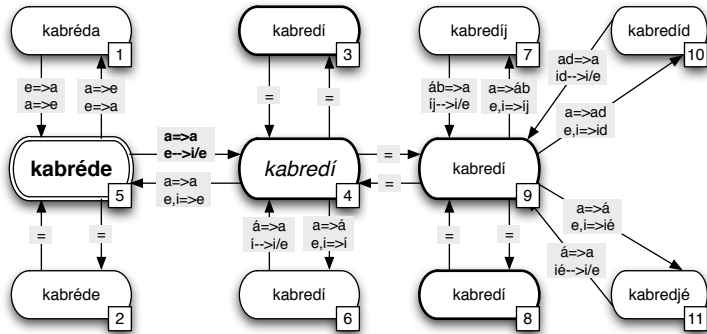 kabréda
1
kabredí
3
kabredíj
7
kabredíd
10
e=>a
a=>e
a=>e
e=>a
=
=
áb=>a
íj-->i/e
a=>áb
e,i=>íj
ad=>a
id-->i/e
a=>ad
e,i=>id
kabréde
5
a=>a
e-->i/e
a=>a
e,i=>e
kabredí
4
=
=
kabredí
9
=
=
á=>a
í-->i/e
a=>á
e,i=>í
=
=
a=>á
e,i=>ié
á=>a
ié-->i/e
kabréde
2
kabredí
6
kabredí
8
kabredjé
11